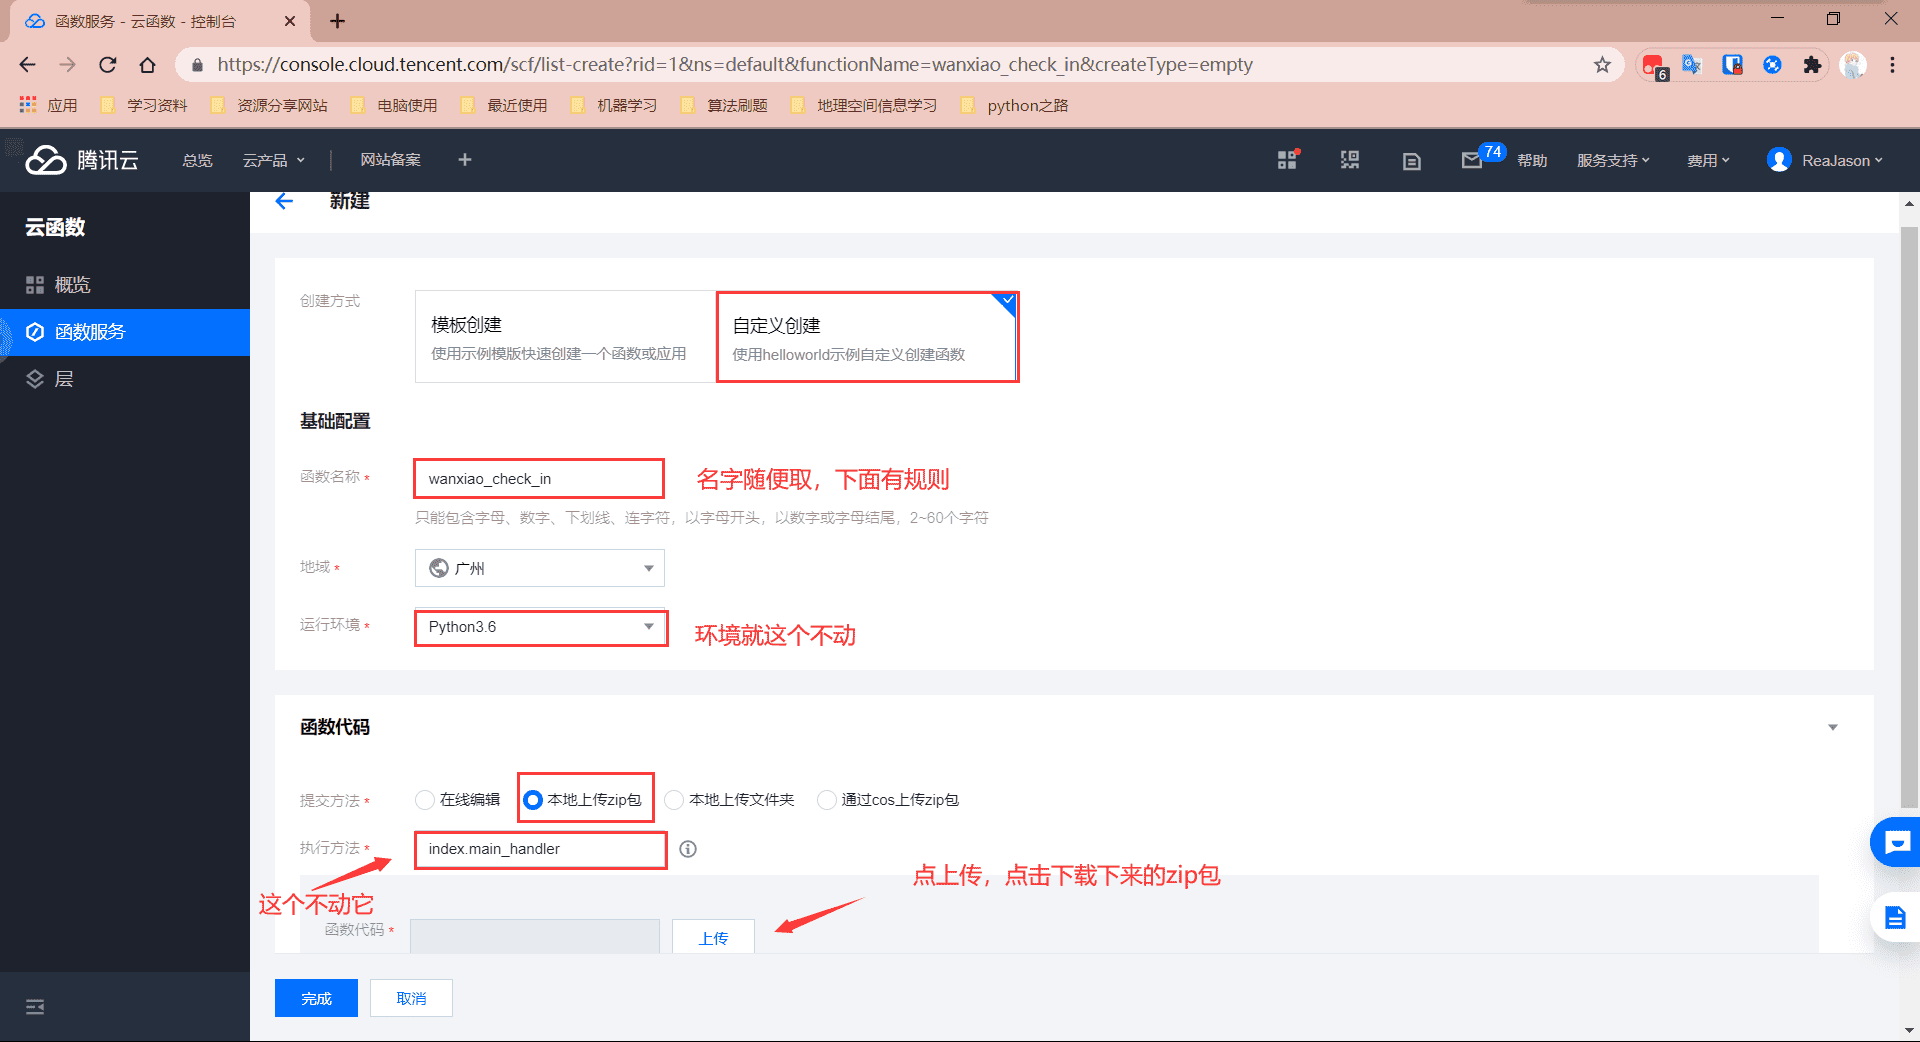 函数服务 - 云函数 - 控制台
https://console.cloud.tencent.com/scf/list-create?rid=1&ns=default&functionName=wanxiao_check_in&createType=empty
6
应用 学习资料 资源分享网站 电脑使用 最近使用 机器学习 算法刷题 地理空间信息学习 python之路
腾讯云 总览 云产品 网站备案 74 帮助 服务支持 费用 ReaJason
云函数
概览
函数服务
层
新建
创建方式
模板创建
使用示例模版快速创建一个函数或应用
自定义创建
使用helloworld示例自定义创建函数
基础配置
函数名称 * wanxiao_check_in 名字随便取，下面有规则
只能包含字母、数字、下划线、连字符，以字母开头，以数字或字母结尾，2~60个字符
地域 * 广州
运行环境 * Python3.6 环境就这个不动
函数代码
提交方法 * 在线编辑 本地上传zip包 本地上传文件夹 通过cos上传zip包
执行方法 * index.main_handler
点上传，点击下载下来的zip包
这个不动它
函数代码 * 上传
完成 取消